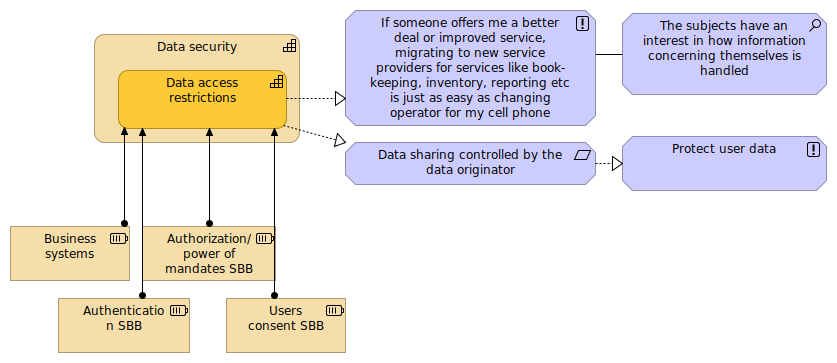 Data security
Data access
restrictions
If someone offers me a better
deal or improved service,
migrating to new service
providers for services like book-
keeping, inventory, reporting etc
is just as easy as changing
operator for my cell phone
The subjects have an
interest in how information
concerning themselves is
handled
Data sharing controlled by the
data originator
Protect user data
Business
systems
Authorization/
power of
mandates SBB
Authenticatio
n SBB
Users
consent SBB